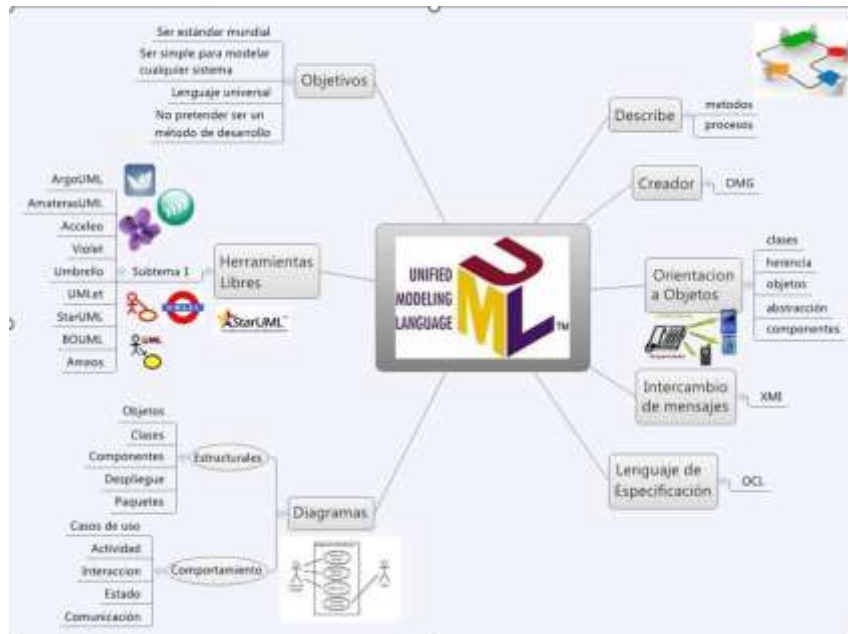 Ser estándar mundial
Ser simple para modelar
cualquier sistema
Lenguaje universal
No pretender ser un
método de desarrollo
Objetivos
ArgoUML
AmaterasUML
Acceleo
Violet
Umbrello
UMLet
StarUML
BOUML
Subtema 1
Herramientas
Libres
StarUML™
Objetos
Clases
Componentes
Despliegue
Paquetes
Estructurales
Casos de uso
Actividad
Interaccion
Estado
Comunicación
Comportamiento
Diagramas
UNIFIED
MODELING
LANGUAGE
UML
TM
Describe
metodos
procesos
Creador
OMG
Orientacion
a Objetos
clases
herencia
objetos
abstracción
componentes
Intercambio
de mensajes
XMI
Lenguaje de
Especificación
OCL